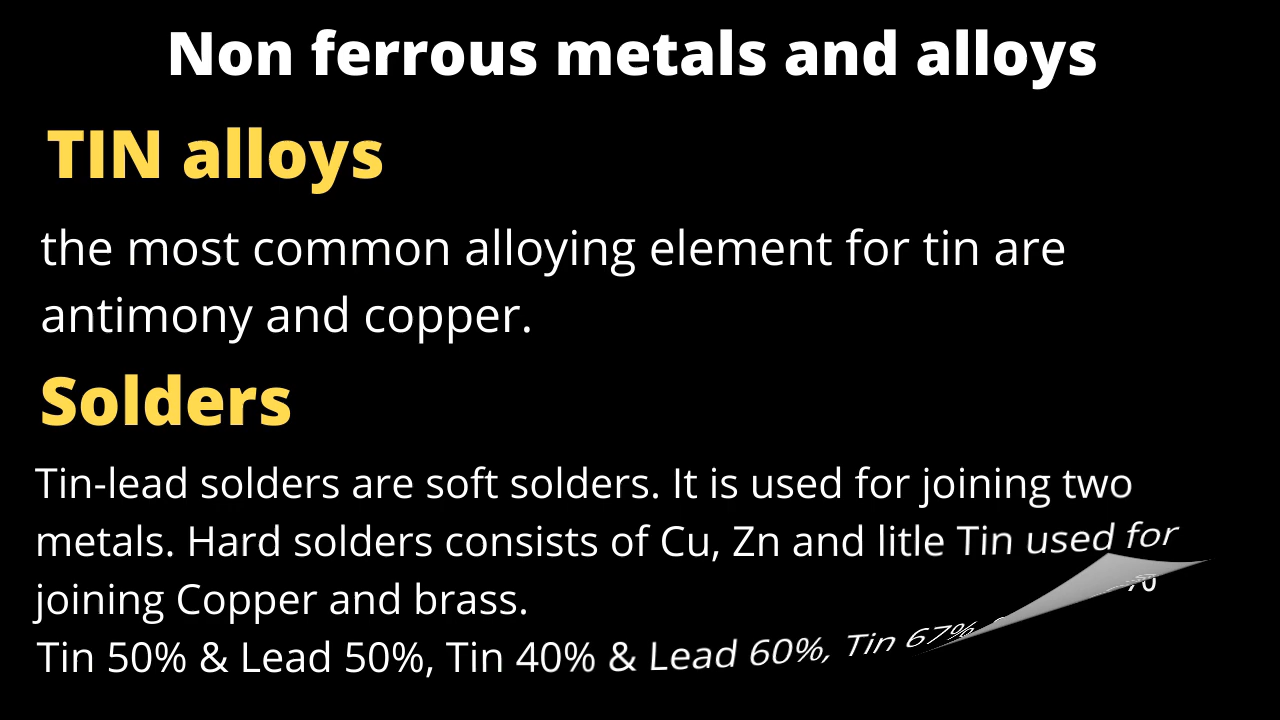 Non ferrous metals and alloys
TIN alloys
the most common alloying element for tin are
antimony and copper.
Solders
Tin-lead solders are soft solders. It is used for joining two
metals. Hard solders consists of Cu, Zn and litle Tin used for
joining Copper and brass.
Tin 50% & Lead 50%, Tin 40% & Lead 60%, Tin 67%